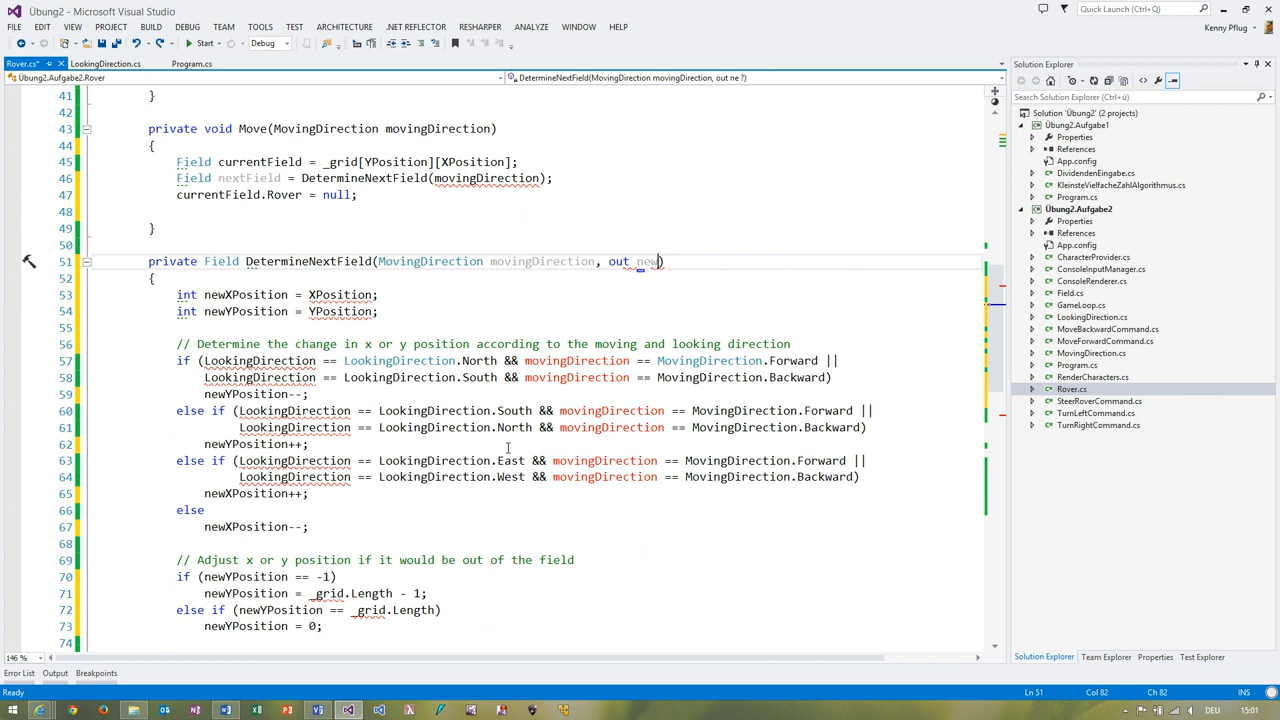 Übung2 - Microsoft Visual Studio
Quick Launch (Ctrl+Q)
FILE EDIT VIEW PROJECT BUILD DEBUG TEAM TOOLS TEST ARCHITECTURE .NET REFLECTOR RESHARPER ANALYZE WINDOW HELP
Kenny Pflug
Start Debug
Rover.cs* LookingDirection.cs Program.cs
Übung2.Aufgabe2.Rover DetermineNextField(MovingDirection movingDirection, out ne ?)
41 }
42
43 private void Move(MovingDirection movingDirection)
44 {
45 Field currentField = _grid[YPosition][XPosition];
46 Field nextField = DetermineNextField(movingDirection);
47 currentField.Rover = null;
48
49 }
50
51 private Field DetermineNextField(MovingDirection movingDirection, out new)
52 {
53 int newXPosition = XPosition;
54 int newYPosition = YPosition;
55
56 // Determine the change in x or y position according to the moving and looking direction
57 if (LookingDirection == LookingDirection.North && movingDirection == MovingDirection.Forward ||
58 LookingDirection == LookingDirection.South && movingDirection == MovingDirection.Backward)
59 newYPosition--;
60 else if (LookingDirection == LookingDirection.South && movingDirection == MovingDirection.Forward ||
61 LookingDirection == LookingDirection.North && movingDirection == MovingDirection.Backward)
62 newYPosition++;
63 else if (LookingDirection == LookingDirection.East && movingDirection == MovingDirection.Forward ||
64 LookingDirection == LookingDirection.West && movingDirection == MovingDirection.Backward)
65 newXPosition++;
66 else
67 newXPosition--;
68
69 // Adjust x or y position if it would be out of the field
70 if (newYPosition == -1)
71 newYPosition = _grid.Length - 1;
72 else if (newYPosition == _grid.Length)
73 newYPosition = 0;
74
146 %
Error List Output Breakpoints
Solution Explorer
Search Solution Explorer (Ctrl+ü)
Solution 'Übung2' (2 projects)
Übung2.Aufgabe1
Properties
References
App.config
DividendenEingabe.cs
KleinsteVielfacheZahlAlgorithmus.cs
Program.cs
Übung2.Aufgabe2
Properties
References
App.config
CharacterProvider.cs
ConsoleInputManager.cs
ConsoleRenderer.cs
Field.cs
GameLoop.cs
LookingDirection.cs
MoveBackwardCommand.cs
MoveForwardCommand.cs
MovingDirection.cs
Program.cs
RenderCharacters.cs
Rover.cs
SteerRoverCommand.cs
TurnLeftCommand.cs
TurnRightCommand.cs
Solution Explorer Team Explorer Properties Test Explorer
Ready Ln 51 Col 82 Ch 82 INS
DEU 15:01